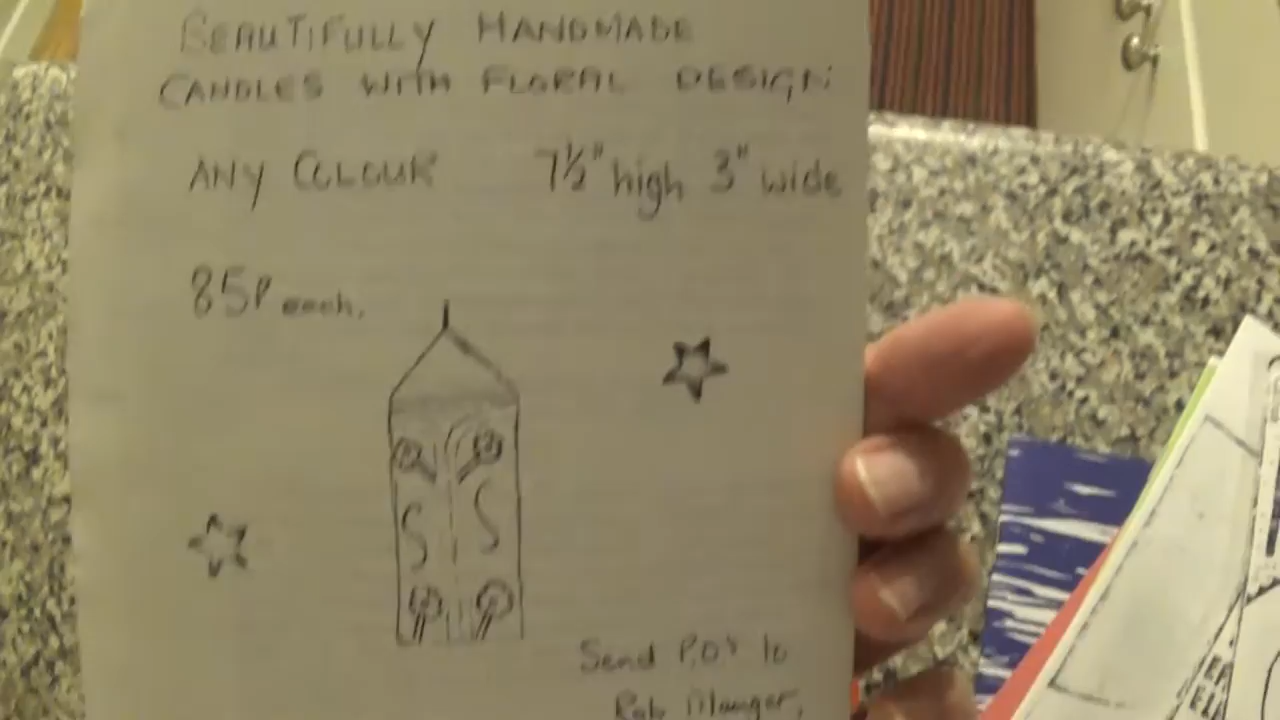 BEAUTIFULLY HANDMADE
CANDLES WITH FLORAL DESIGN
ANY COLOUR 7½" high 3" wide
85P each.
Send P.O's to
Rob